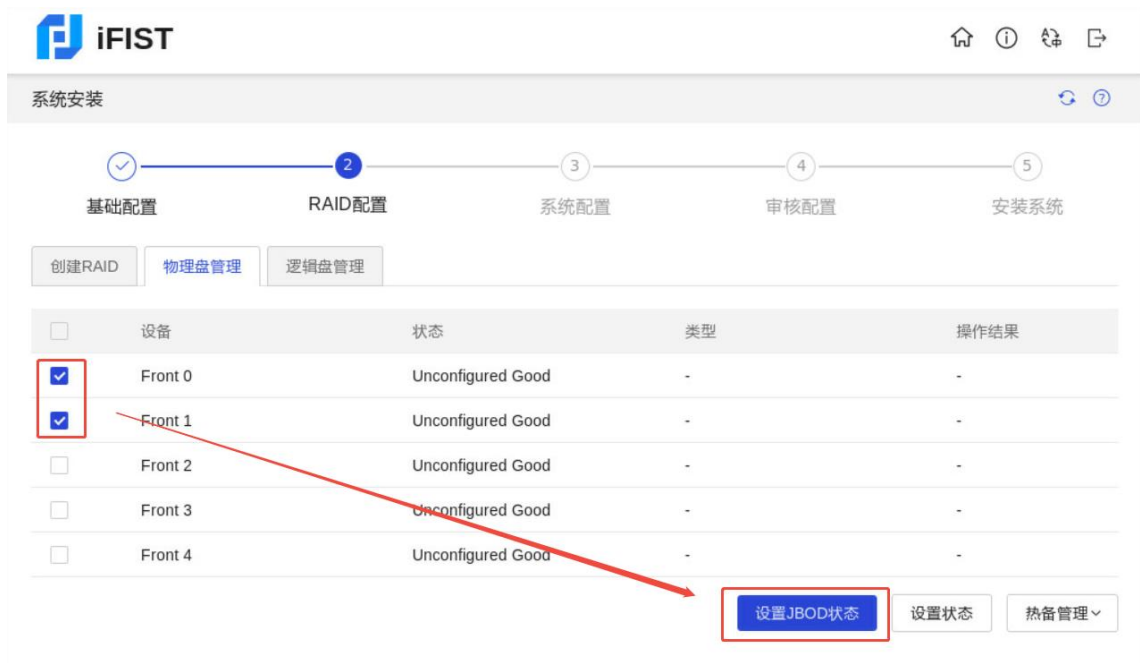 iFIST
系统安装
2 3 4 5
基础配置 RAID配置 系统配置 审核配置 安装系统
创建RAID 物理盘管理 逻辑盘管理
设备 状态 类型 操作结果
Front 0 Unconfigured Good - -
Front 1 Unconfigured Good - -
Front 2 Unconfigured Good - -
Front 3 Unconfigured Good - -
Front 4 Unconfigured Good - -
设置JBOD状态 设置状态 热备管理